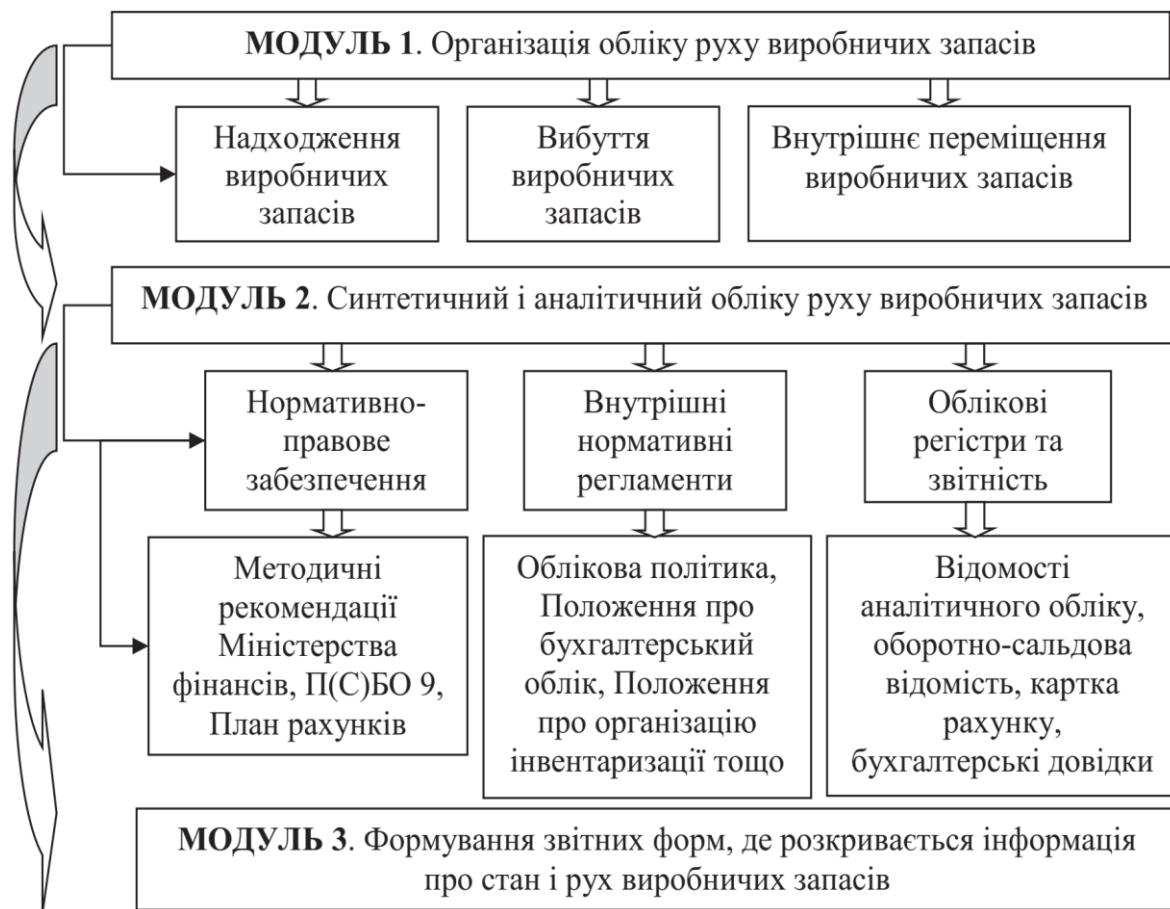 МОДУЛЬ 1. Організація обліку руху виробничих запасів
Надходження
виробничих
запасів
Вибуття
виробничих
запасів
Внутрішнє переміщення
виробничих запасів
МОДУЛЬ 2. Синтетичний і аналітичний обліку руху виробничих запасів
Нормативно-
правове
забезпечення
Внутрішні
нормативні
регламенти
Облікові
регістри та
звітність
Методичні
рекомендації
Міністерства
фінансів, П(С)БО 9,
План рахунків
Облікова політика,
Положення про
бухгалтерський
облік, Положення
про організацію
інвентаризації тощо
Відомості
аналітичного обліку,
оборотно-сальдова
відомість, картка
рахунку,
бухгалтерські довідки
МОДУЛЬ 3. Формування звітних форм, де розкривається інформація
про стан і рух виробничих запасів